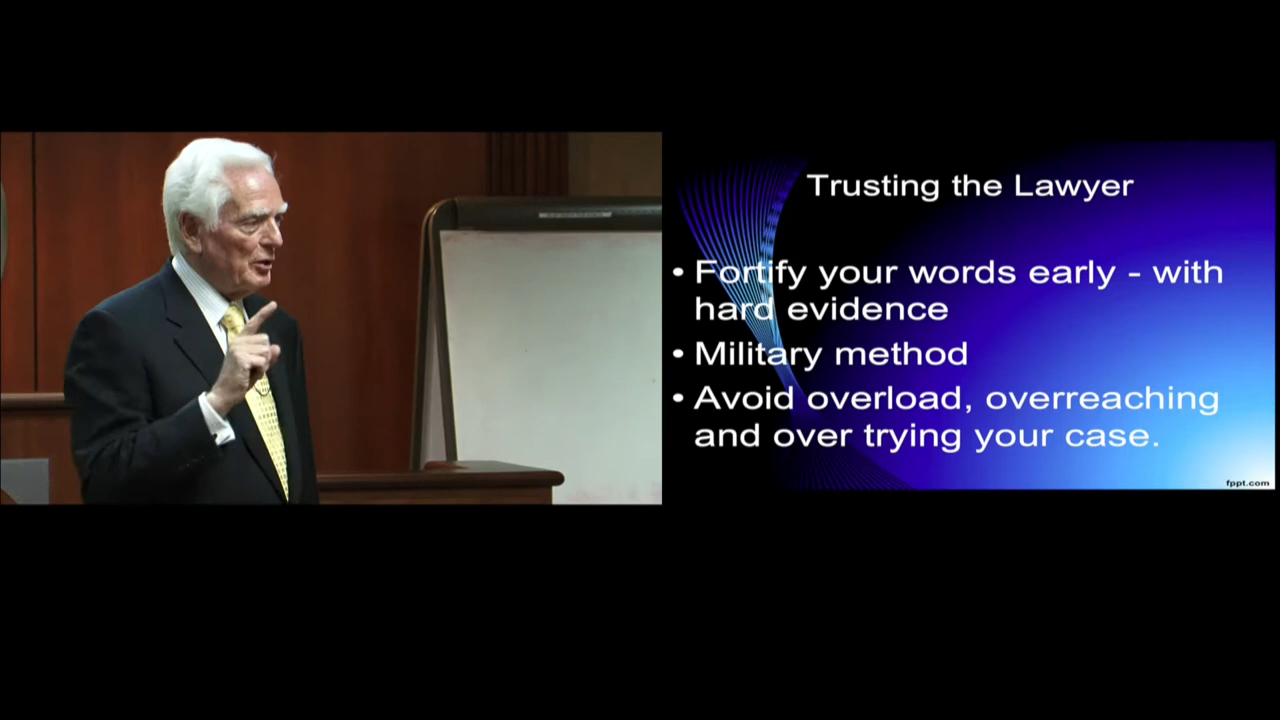 Trusting the Lawyer
• Fortify your words early - with
hard evidence
• Military method
• Avoid overload, overreaching
and over trying your case.
fppt.com